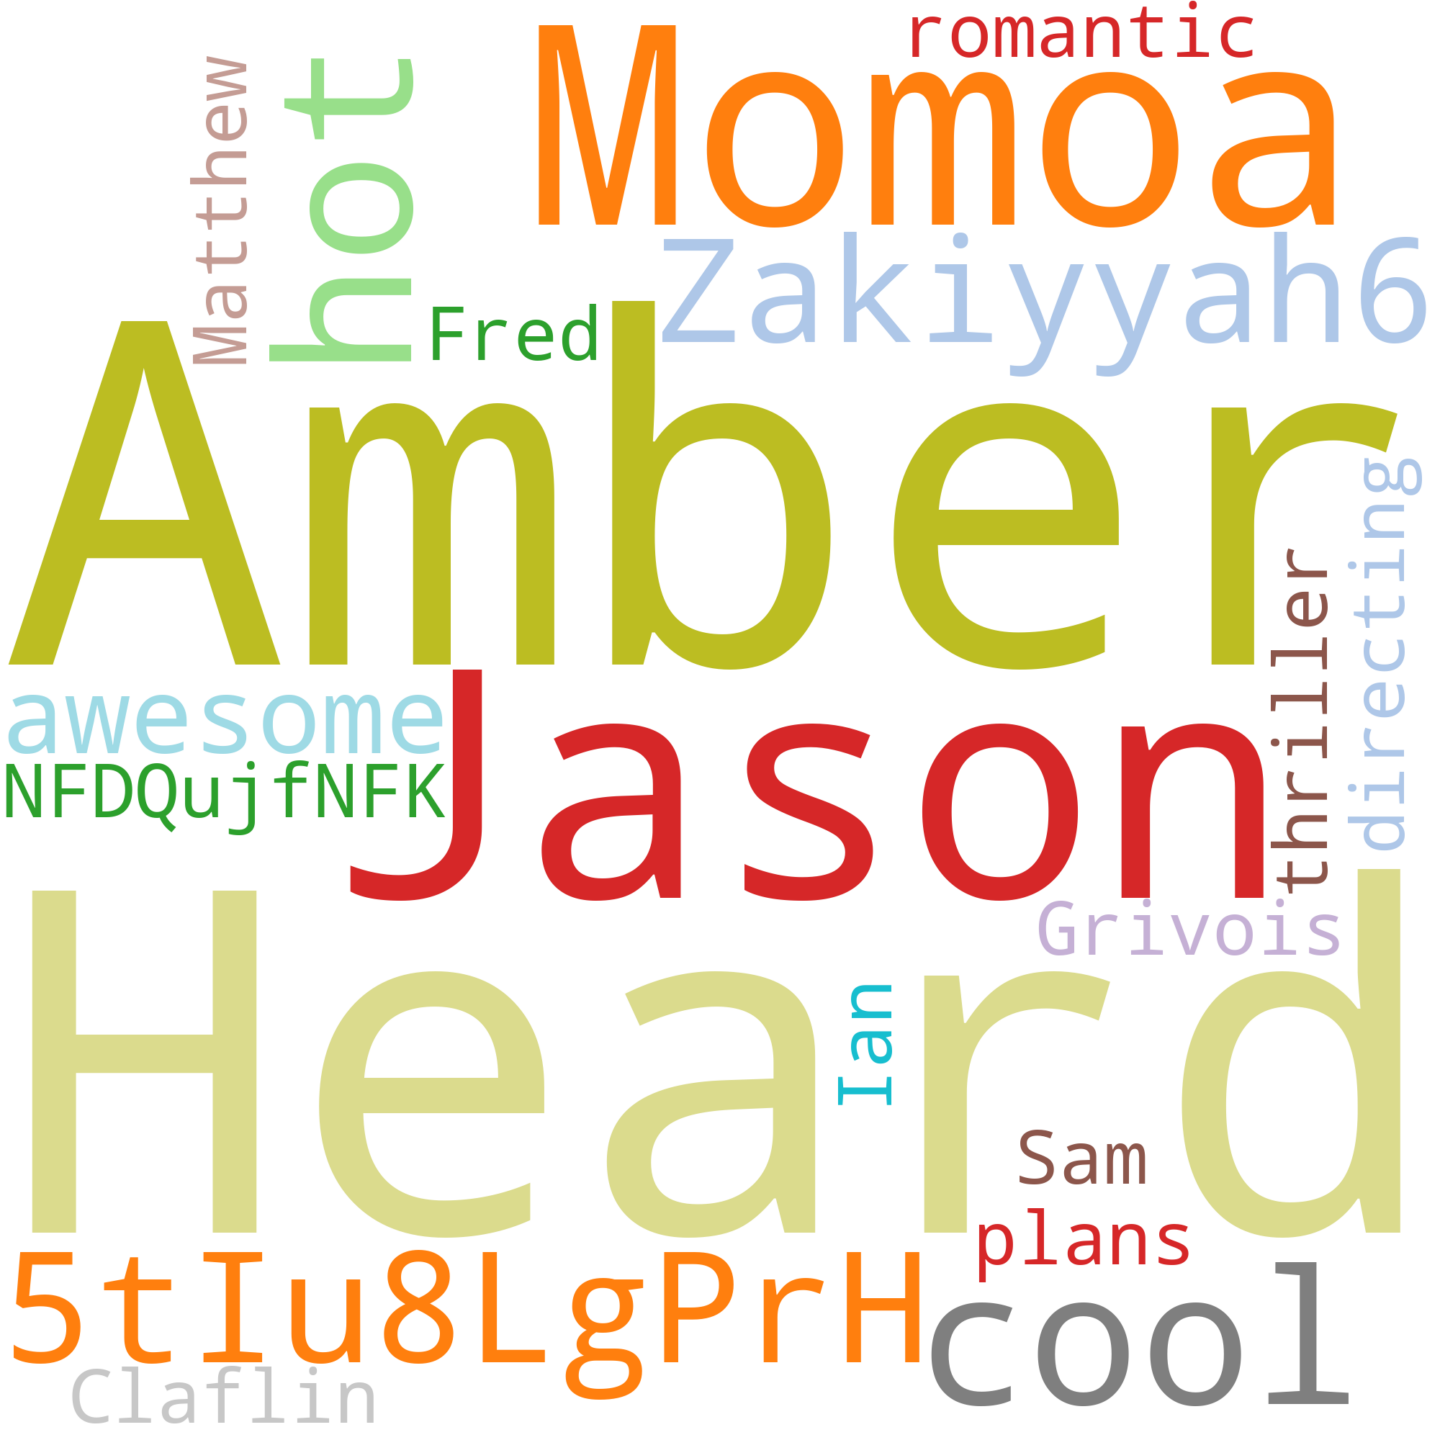 romantic
Momoa
Matthew
hot
Zakiyyah6
Fred
Amber
directing
thriller
awesome
Jason
NFDQujfNFK
Heard
Grivois
Ian
Sam
plans
5tIu8LgPrH
cool
Claflin